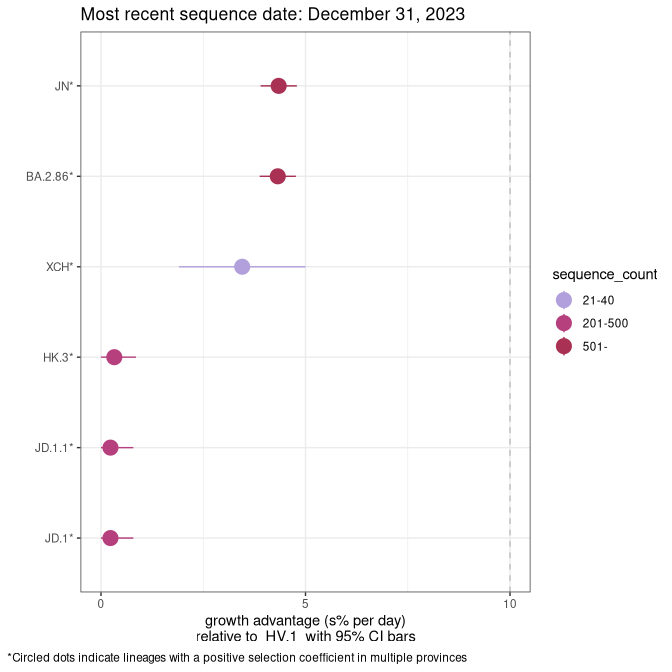 Most recent sequence date: December 31, 2023
JN*
BA.2.86*
XCH*
HK.3*
JD.1.1*
JD.1*
0 5 10
growth advantage (s% per day)
relative to HV.1 with 95% CI bars
sequence_count
21-40
201-500
501-
*Circled dots indicate lineages with a positive selection coefficient in multiple provinces